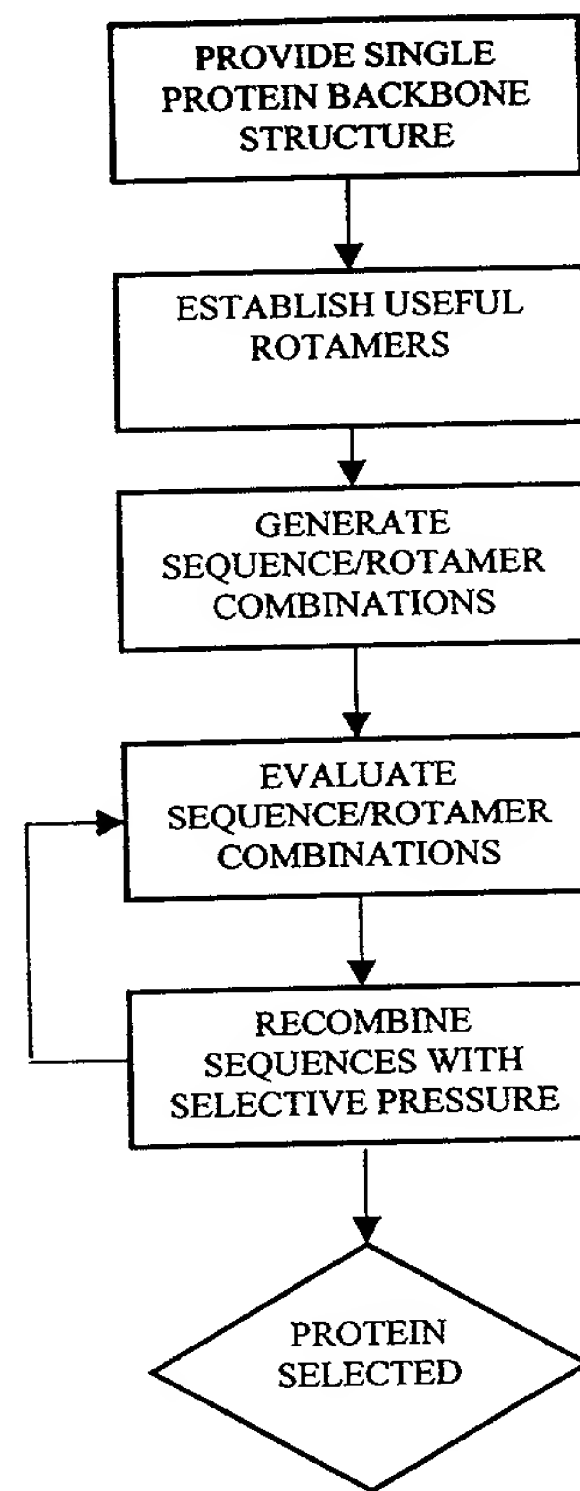 PROVIDE SINGLE
PROTEIN BACKBONE
STRUCTURE
ESTABLISH USEFUL
ROTAMERS
GENERATE
SEQUENCE/ROTAMER
COMBINATIONS
EVALUATE
SEQUENCE/ROTAMER
COMBINATIONS
RECOMBINE
SEQUENCES WITH
SELECTIVE PRESSURE
PROTEIN
SELECTED